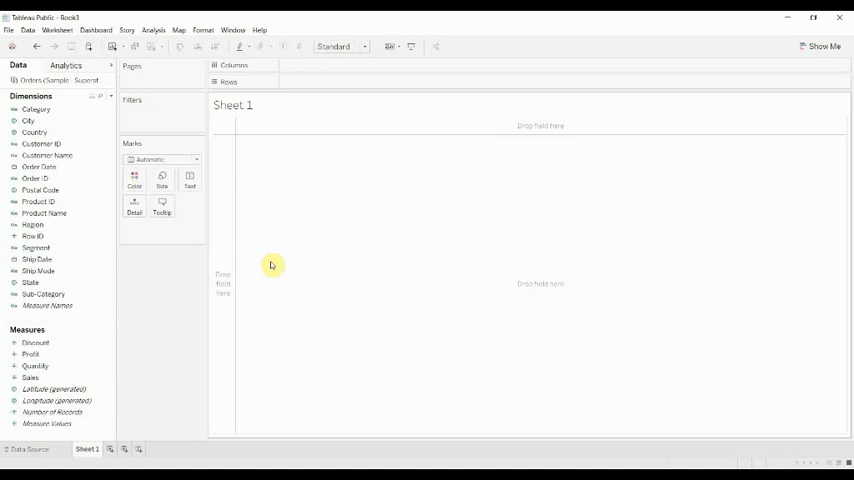 Tableau Public - Book3
File Data Worksheet Dashboard Story Analysis Map Format Window Help
Standard
Show Me
Data Analytics
Orders (Sample - Superst...
Dimensions
Category
City
Country
Customer ID
Customer Name
Order Date
Order ID
Postal Code
Product ID
Product Name
Region
Row ID
Segment
Ship Date
Ship Mode
State
Sub-Category
Measure Names
Measures
Discount
Profit
Quantity
Sales
Latitude (generated)
Longitude (generated)
Number of Records
Measure Values
Pages
Filters
Marks
Automatic
Color Size Text
Detail Tooltip
Columns
Rows
Sheet 1
Drop field here
Drop
field
here
Drop field here
Data Source Sheet 1